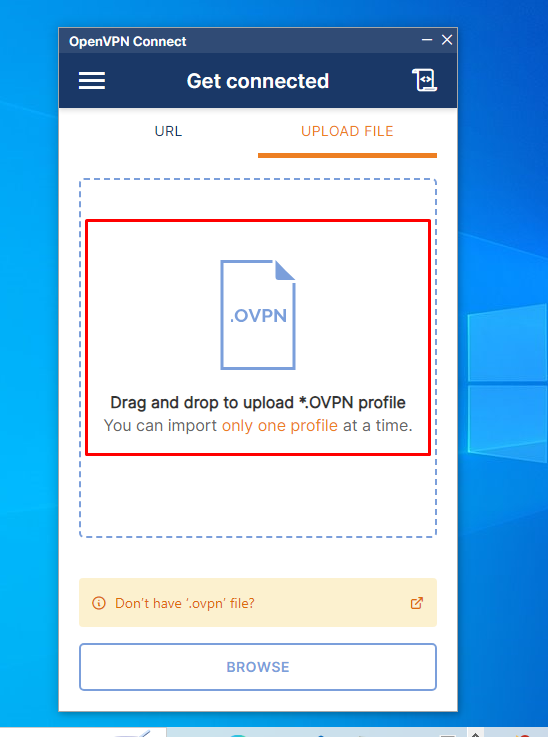 OpenVPN Connect
Get connected
URL
UPLOAD FILE
.OVPN
Drag and drop to upload *.OVPN profile
You can import only one profile at a time.
Don't have '.ovpn' file?
BROWSE